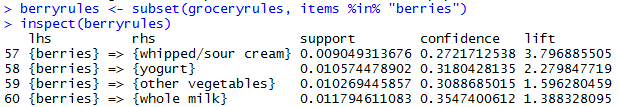 > berryrules <- subset(groceryrules, items %in% "berries")
> inspect(berryrules)
lhs rhs support confidence lift
57 {berries} => {whipped/sour cream} 0.009049313676 0.2721712538 3.796885505
58 {berries} => {yogurt} 0.010574478902 0.3180428135 2.279847719
59 {berries} => {other vegetables} 0.010269445857 0.3088685015 1.596280459
60 {berries} => {whole milk} 0.011794611083 0.3547400612 1.388328095